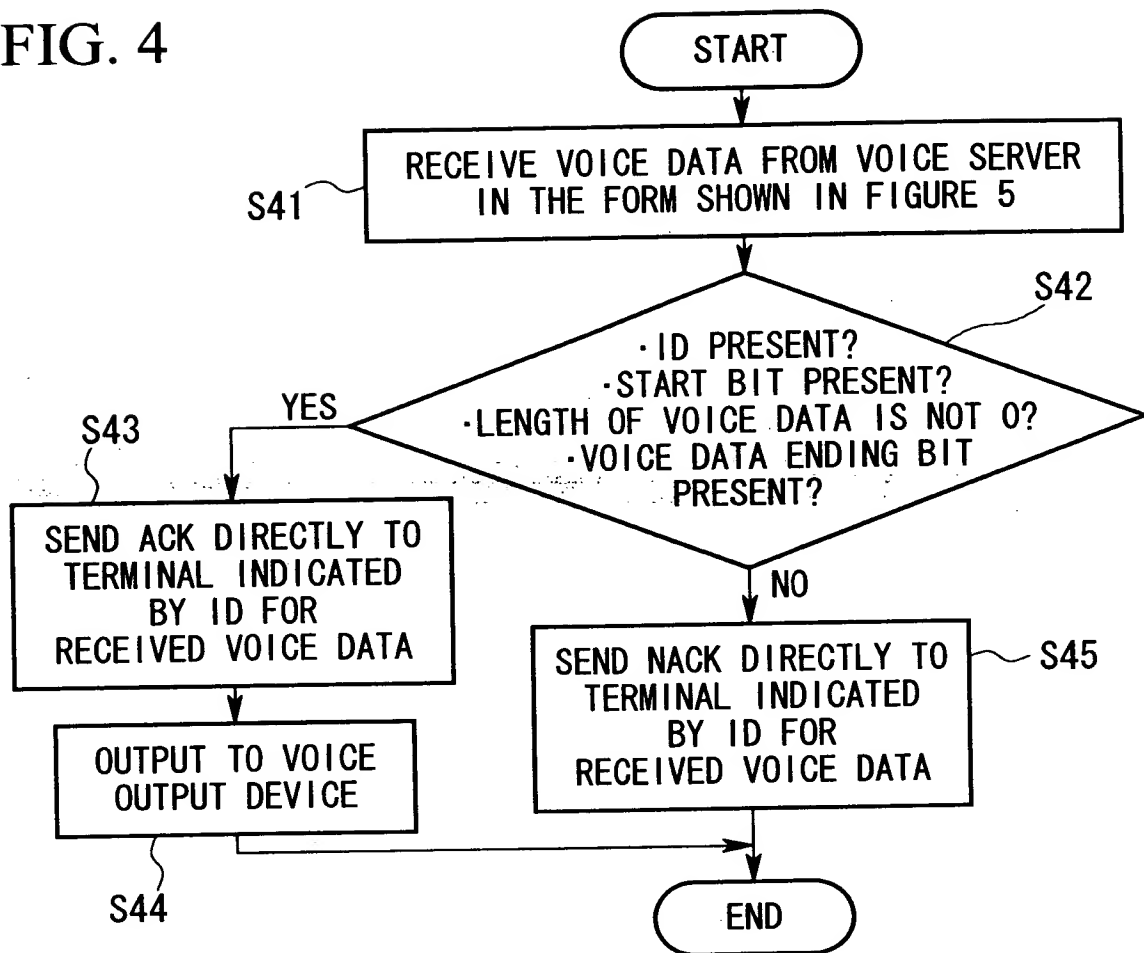 FIG. 4
START
RECEIVE VOICE DATA FROM VOICE SERVER
IN THE FORM SHOWN IN FIGURE 5
S41
S42
·ID PRESENT?
·START BIT PRESENT?
·LENGTH OF VOICE DATA IS NOT 0?
·VOICE DATA ENDING BIT
PRESENT?
YES
S43
SEND ACK DIRECTLY TO
TERMINAL INDICATED
BY ID FOR
RECEIVED VOICE DATA
NO
SEND NACK DIRECTLY TO
TERMINAL INDICATED
BY ID FOR
RECEIVED VOICE DATA
S45
OUTPUT TO VOICE
OUTPUT DEVICE
S44
END